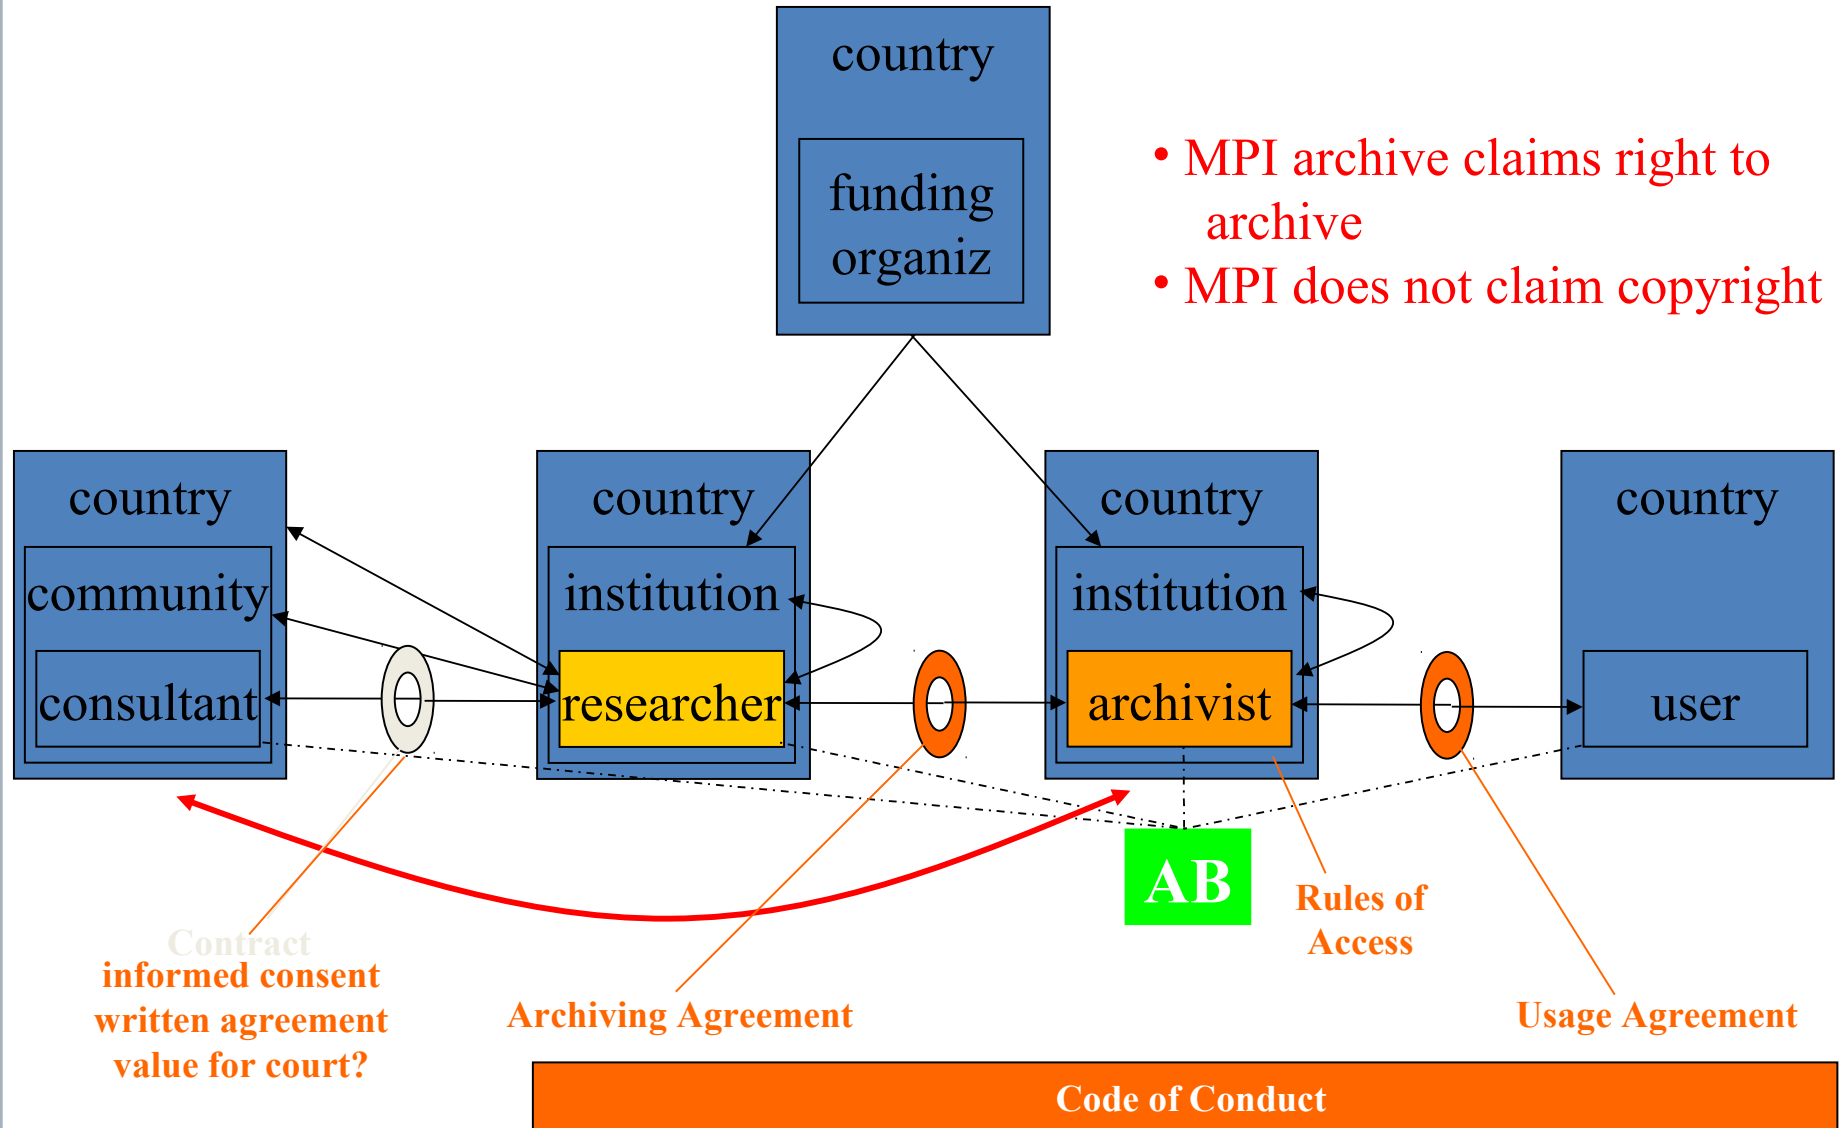 country
funding
organiz
• MPI archive claims right to
archive
• MPI does not claim copyright
country
community
consultant
country
institution
researcher
country
institution
archivist
country
user
AB
Rules of
Access
Contract
informed consent
written agreement
value for court?
Archiving Agreement
Usage Agreement
Code of Conduct